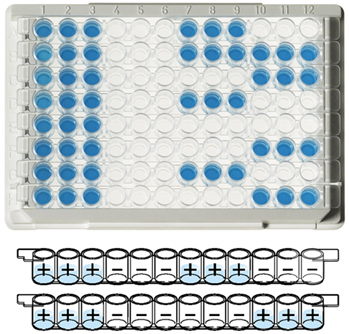 1 2 3 4 5 6 7 8 9 10 11 12
+ + + - - - + + + - - -
+ + + - - - - - - + + +